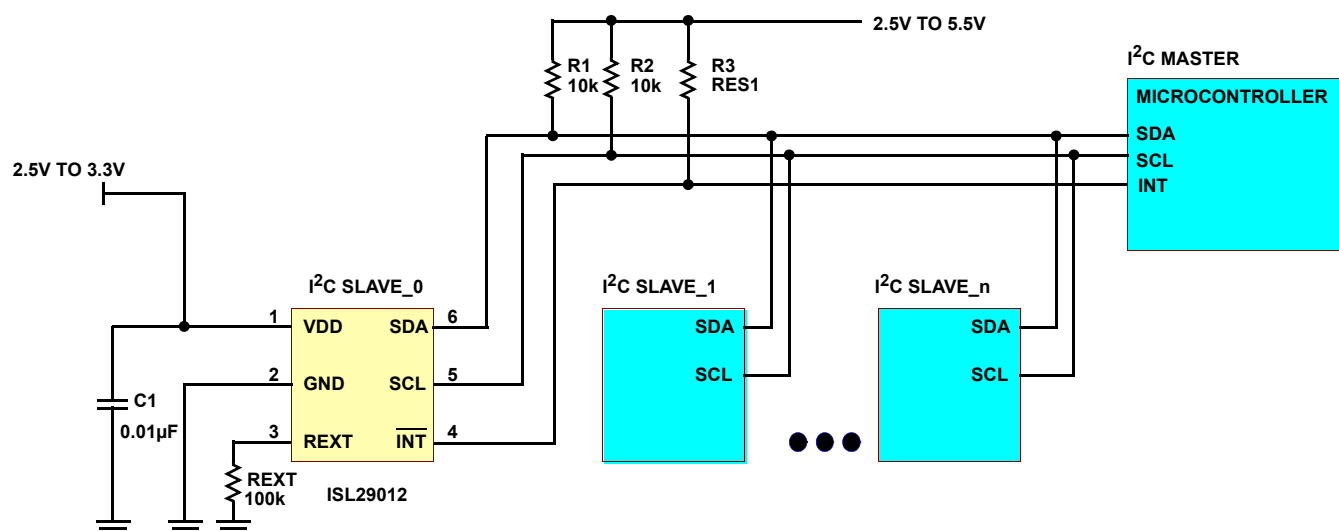 2.5V TO 5.5V
R1
10k
R2
10k
R3
RES1
I²C MASTER
MICROCONTROLLER
SDA
SCL
INT
2.5V TO 3.3V
I²C SLAVE_0
1 VDD SDA 6
2 GND SCL 5
3 REXT INT 4
C1
0.01µF
REXT
100k
ISL29012
I²C SLAVE_1
SDA
SCL
I²C SLAVE_n
SDA
SCL